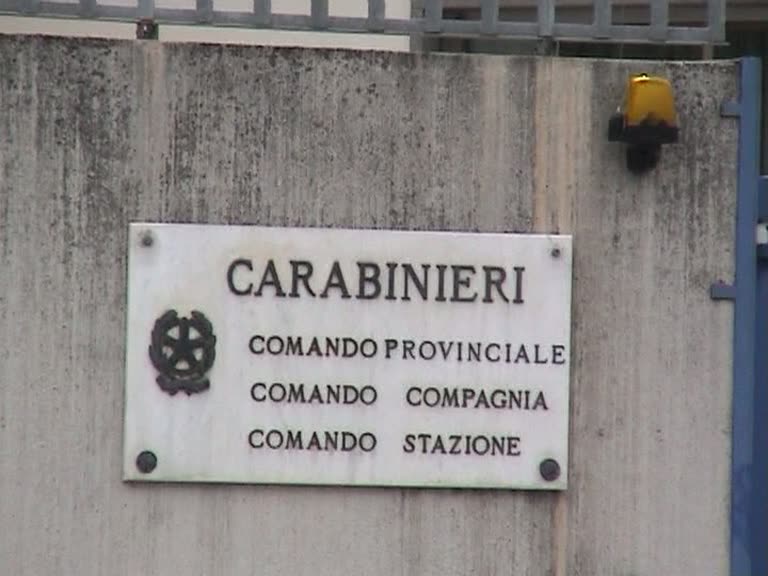 CARABINIERI
COMANDO PROVINCIALE
COMANDO COMPAGNIA
COMANDO STAZIONE